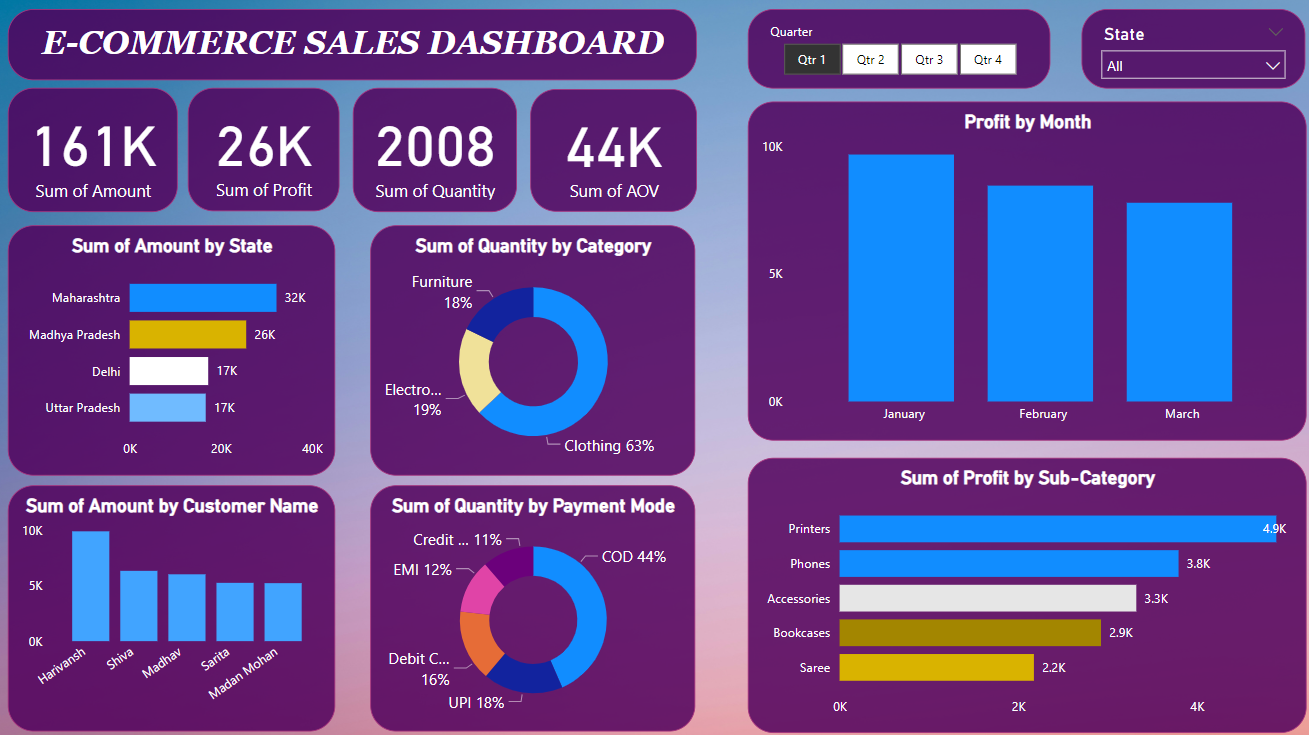 E-COMMERCE SALES DASHBOARD
Quarter
Qtr 1 Qtr 2 Qtr 3 Qtr 4
State
All
161K
Sum of Amount
26K
Sum of Profit
2008
Sum of Quantity
44K
Sum of AOV
Profit by Month
10K
5K
0K
January February March
Sum of Amount by State
Maharashtra 32K
Madhya Pradesh 26K
Delhi 17K
Uttar Pradesh 17K
0K 20K 40K
Sum of Quantity by Category
Furniture
18%
Electro...
19%
Clothing 63%
Sum of Amount by Customer Name
10K
5K
0K
Harivansh Shiva Madhav Sarita Madan Mohan
Sum of Quantity by Payment Mode
Credit ... 11%
COD 44%
EMI 12%
Debit C...
16%
UPI 18%
Sum of Profit by Sub-Category
Printers 4.9K
Phones 3.8K
Accessories 3.3K
Bookcases 2.9K
Saree 2.2K
0K 2K 4K